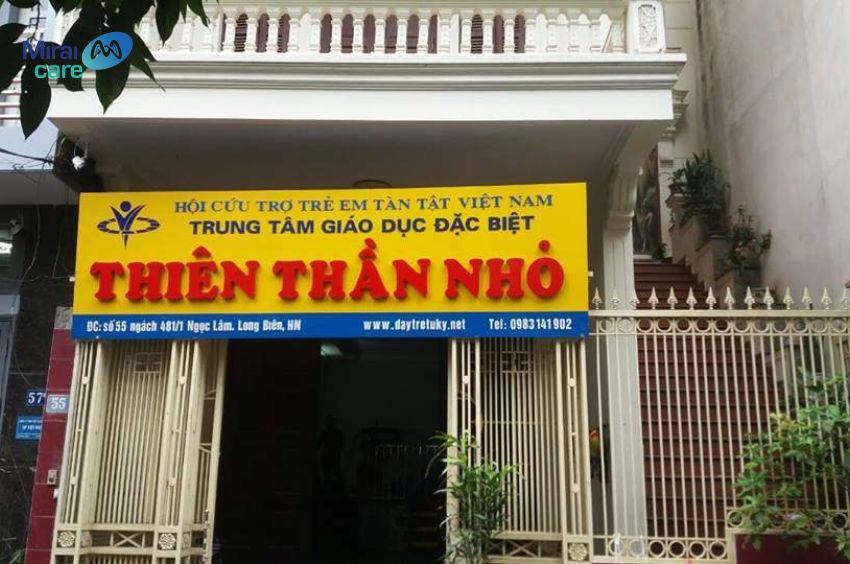 Mirai
care
HỘI CỨU TRỢ TRẺ EM TÀN TẬT VIỆT NAM
TRUNG TÂM GIÁO DỤC ĐẶC BIỆT
THIÊN THẦN NHỎ
ĐC: số 55 ngách 481/1 Ngọc Lâm. Long Biên, HN www.daytretuky.net Tel: 0983141902
57
55